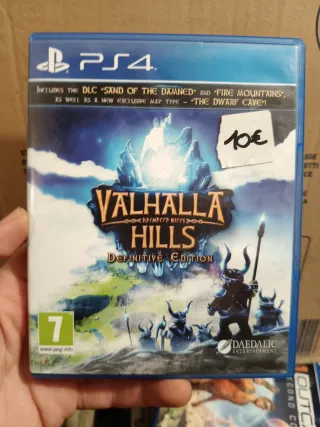 PS4
INCLUDES THE DLC "SAND OF THE DAMNED" AND "FIRE MOUNTAINS",
AS WELL AS A NEW EXCLUSIVE MAP TYPE - "THE DWARF CAVE"!
10€
VALHALLA
HILLS
DEFINITIVE EDITION
7
www.pegi.info
DAEDALIC
ENTERTAINMENT